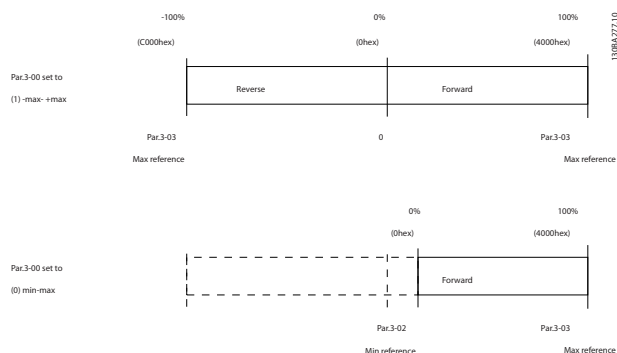 -100% 0% 100%
(C000hex) (0hex) (4000hex)
130BA277.10
Par.3-00 set to
(1) -max- +max
Reverse Forward
Par.3-03 0 Par.3-03
Max reference Max reference
0% 100%
(0hex) (4000hex)
Par.3-00 set to
(0) min-max
Forward
Par.3-02 Par.3-03
Min reference Max reference